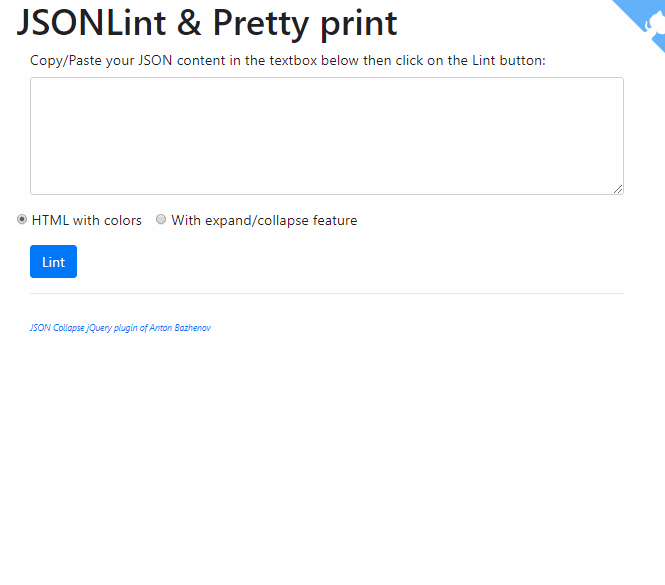 JSONLint & Pretty print
Copy/Paste your JSON content in the textbox below then click on the Lint button:
HTML with colors With expand/collapse feature
Lint
JSON Collapse jQuery plugin of Anton Bazhenov